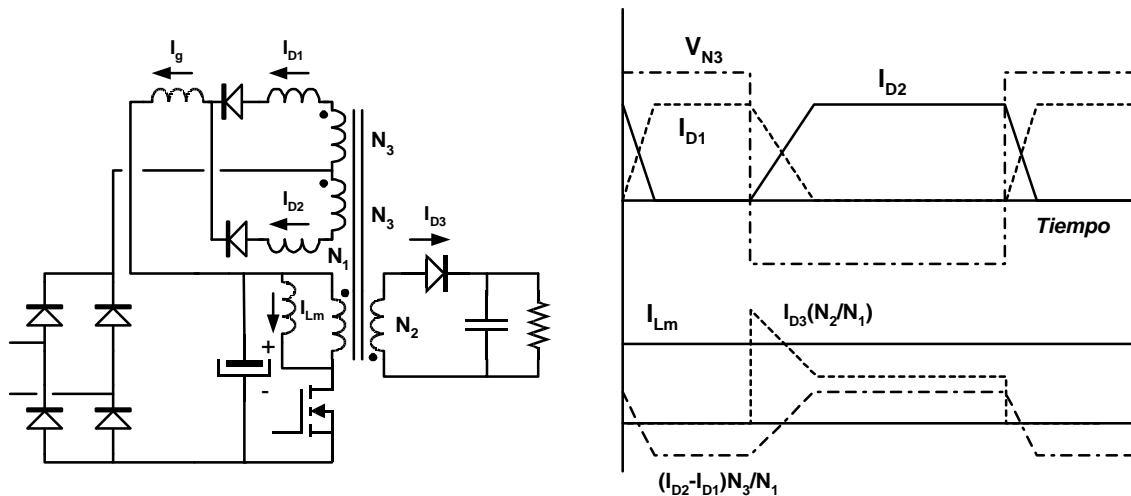 I_g
I_D1
N_3
I_D2
N_3
I_D3
N_1
I_Lm
N_2
+
-
V_N3
I_D2
I_D1
Tiempo
I_Lm
I_D3(N_2/N_1)
(I_D2-I_D1)N_3/N_1